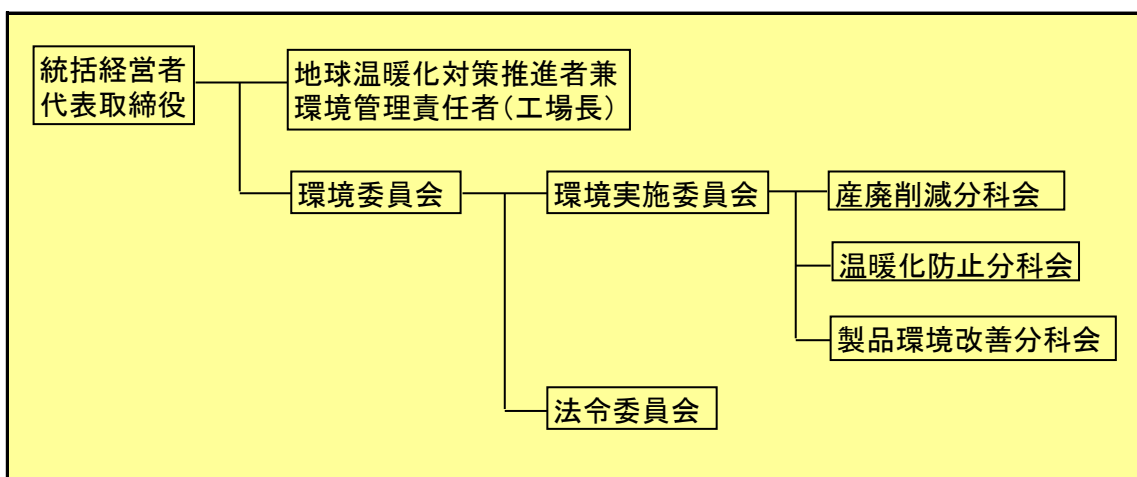 統括経営者
代表取締役
地球温暖化対策推進者兼
環境管理責任者(工場長)
環境委員会
環境実施委員会
産廃削減分科会
温暖化防止分科会
製品環境改善分科会
法令委員会